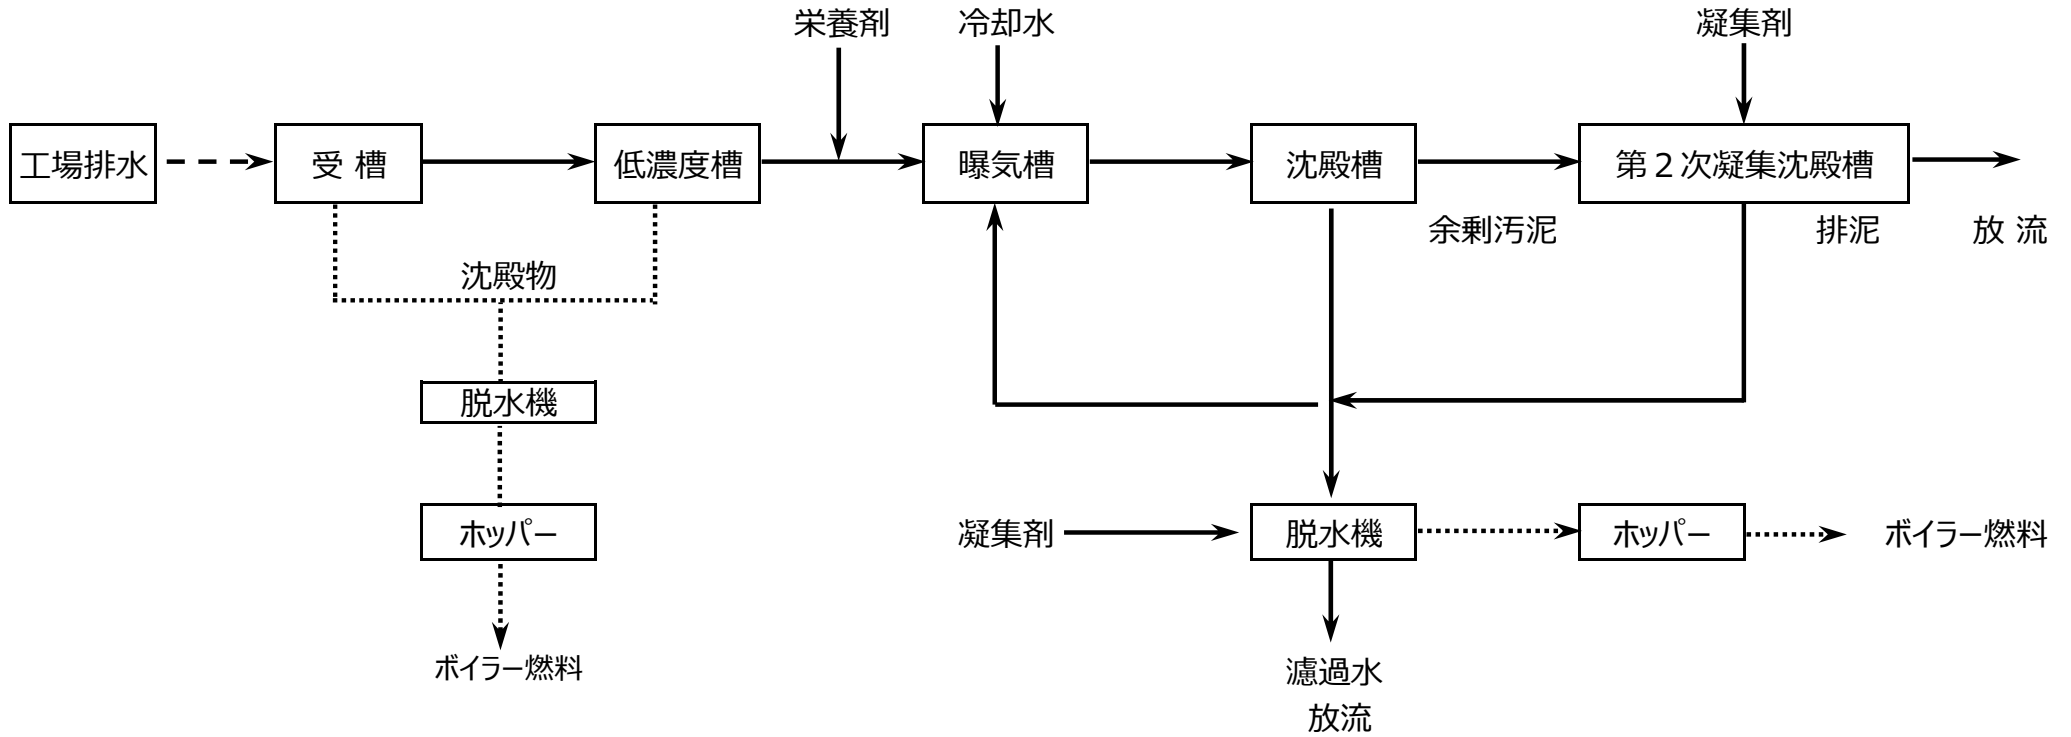 栄養剤
冷却水
凝集剤
工場排水
受 槽
低濃度槽
曝気槽
沈殿槽
第２次凝集沈殿槽
余剰汚泥
排泥
放 流
沈殿物
脱水機
ホッパー
凝集剤
脱水機
ホッパー
ボイラー燃料
ボイラー燃料
濾過水
放流